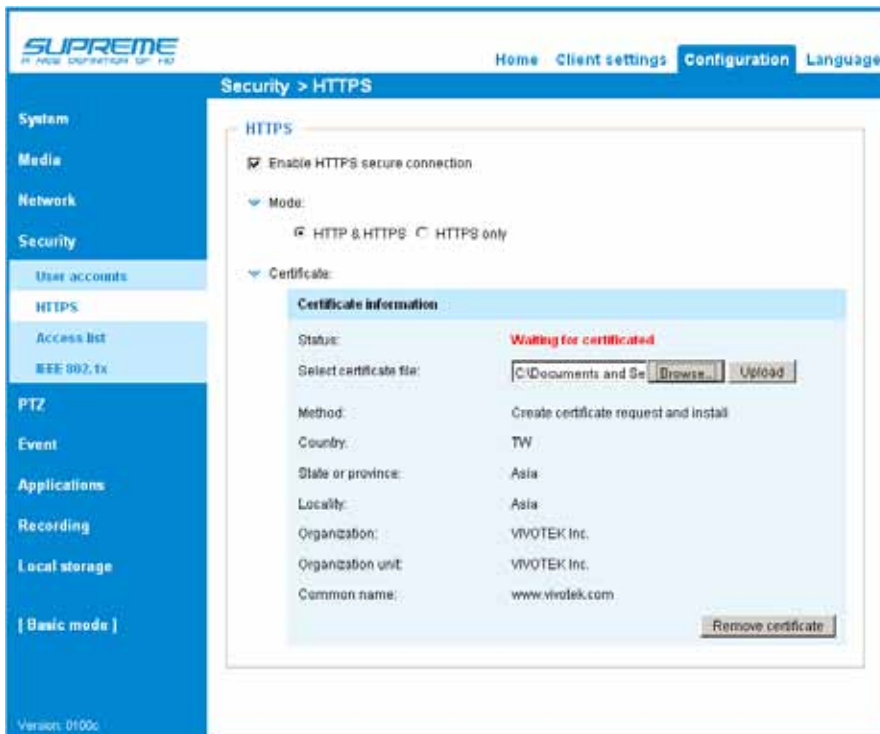 SUPREME
A NEW DEFINITION OF HD
Home Client settings Configuration Language
Security > HTTPS
System
Media
Network
Security
User accounts
HTTPS
Access list
IEEE 802.1x
PTZ
Event
Applications
Recording
Local storage
[ Basic mode ]
Version: 0100c
HTTPS
Enable HTTPS secure connection
Mode:
HTTP & HTTPS HTTPS only
Certificate:
Certificate information
Status: Waiting for certificated
Select certificate file: C:\Documents and Se Browse... Upload
Method: Create certificate request and install
Country: TW
State or province: Asia
Locality: Asia
Organization: VIVOTEK Inc.
Organization unit: VIVOTEK Inc.
Common name: www.vivotek.com
Remove certificate